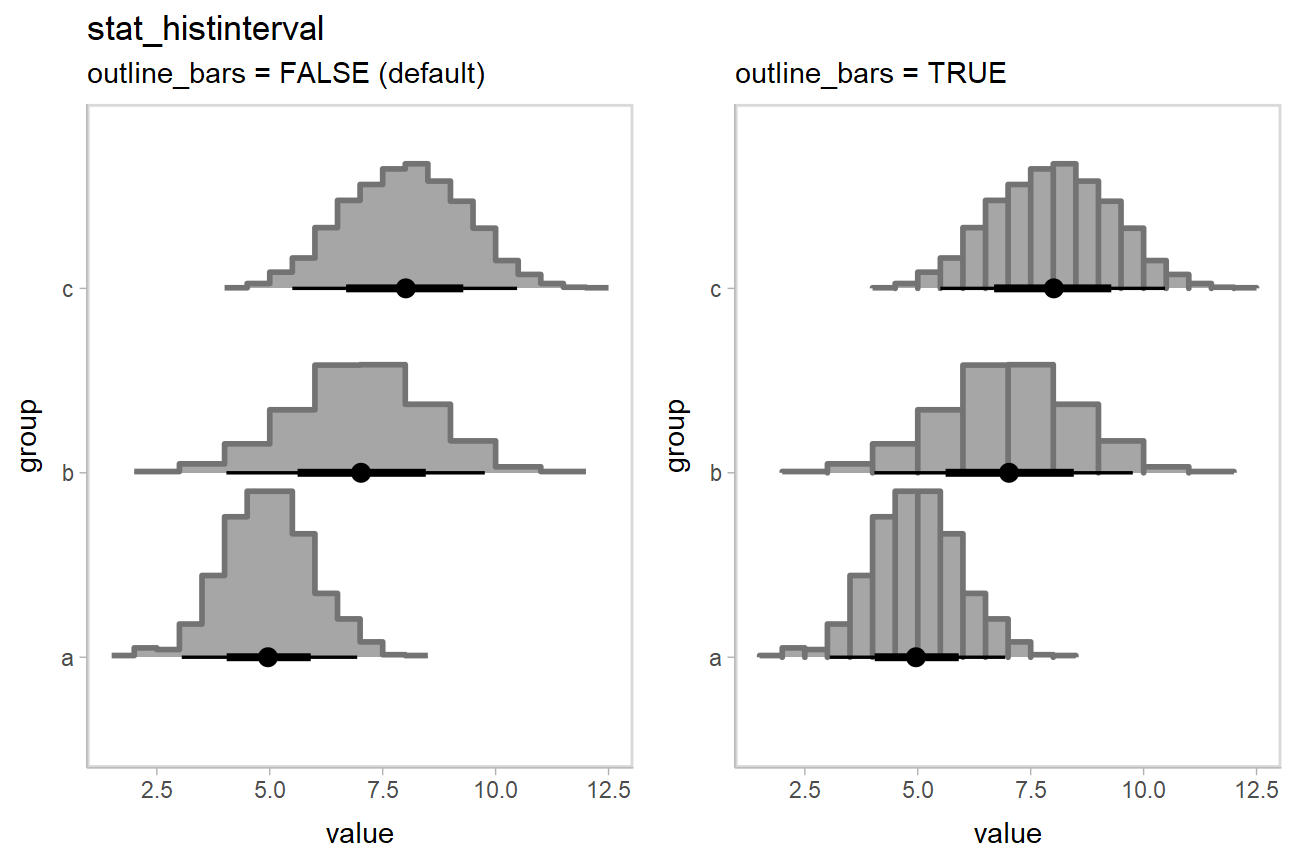 stat_histinterval
outline_bars = FALSE (default)
outline_bars = TRUE
group
c
b
a
2.5 5.0 7.5 10.0 12.5
value
group
c
b
a
2.5 5.0 7.5 10.0 12.5
value